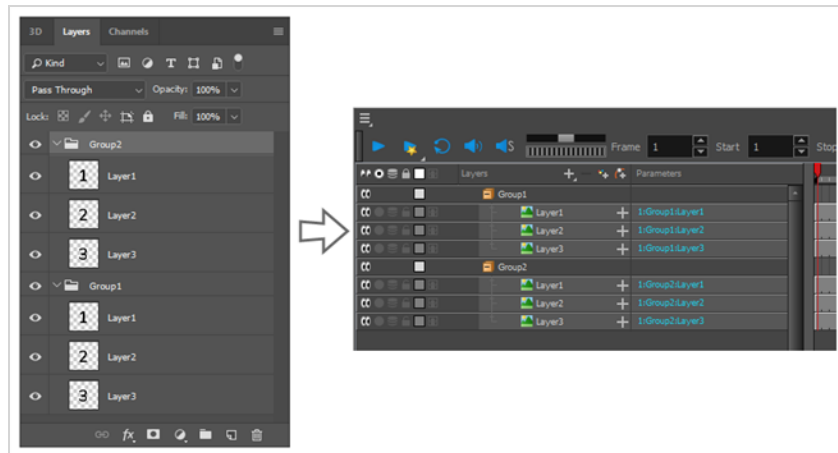 3D Layers Channels
Kind
Pass Through Opacity: 100%
Lock: Fill: 100%
Group2
1 Layer1
2 Layer2
3 Layer3
Group1
1 Layer1
2 Layer2
3 Layer3
fx
S Frame 1 Start 1 Stop
Layers Parameters
Group1
Layer1 1:Group1:Layer1
Layer2 1:Group1:Layer2
Layer3 1:Group1:Layer3
Group2
Layer1 1:Group2:Layer1
Layer2 1:Group2:Layer2
Layer3 1:Group2:Layer3